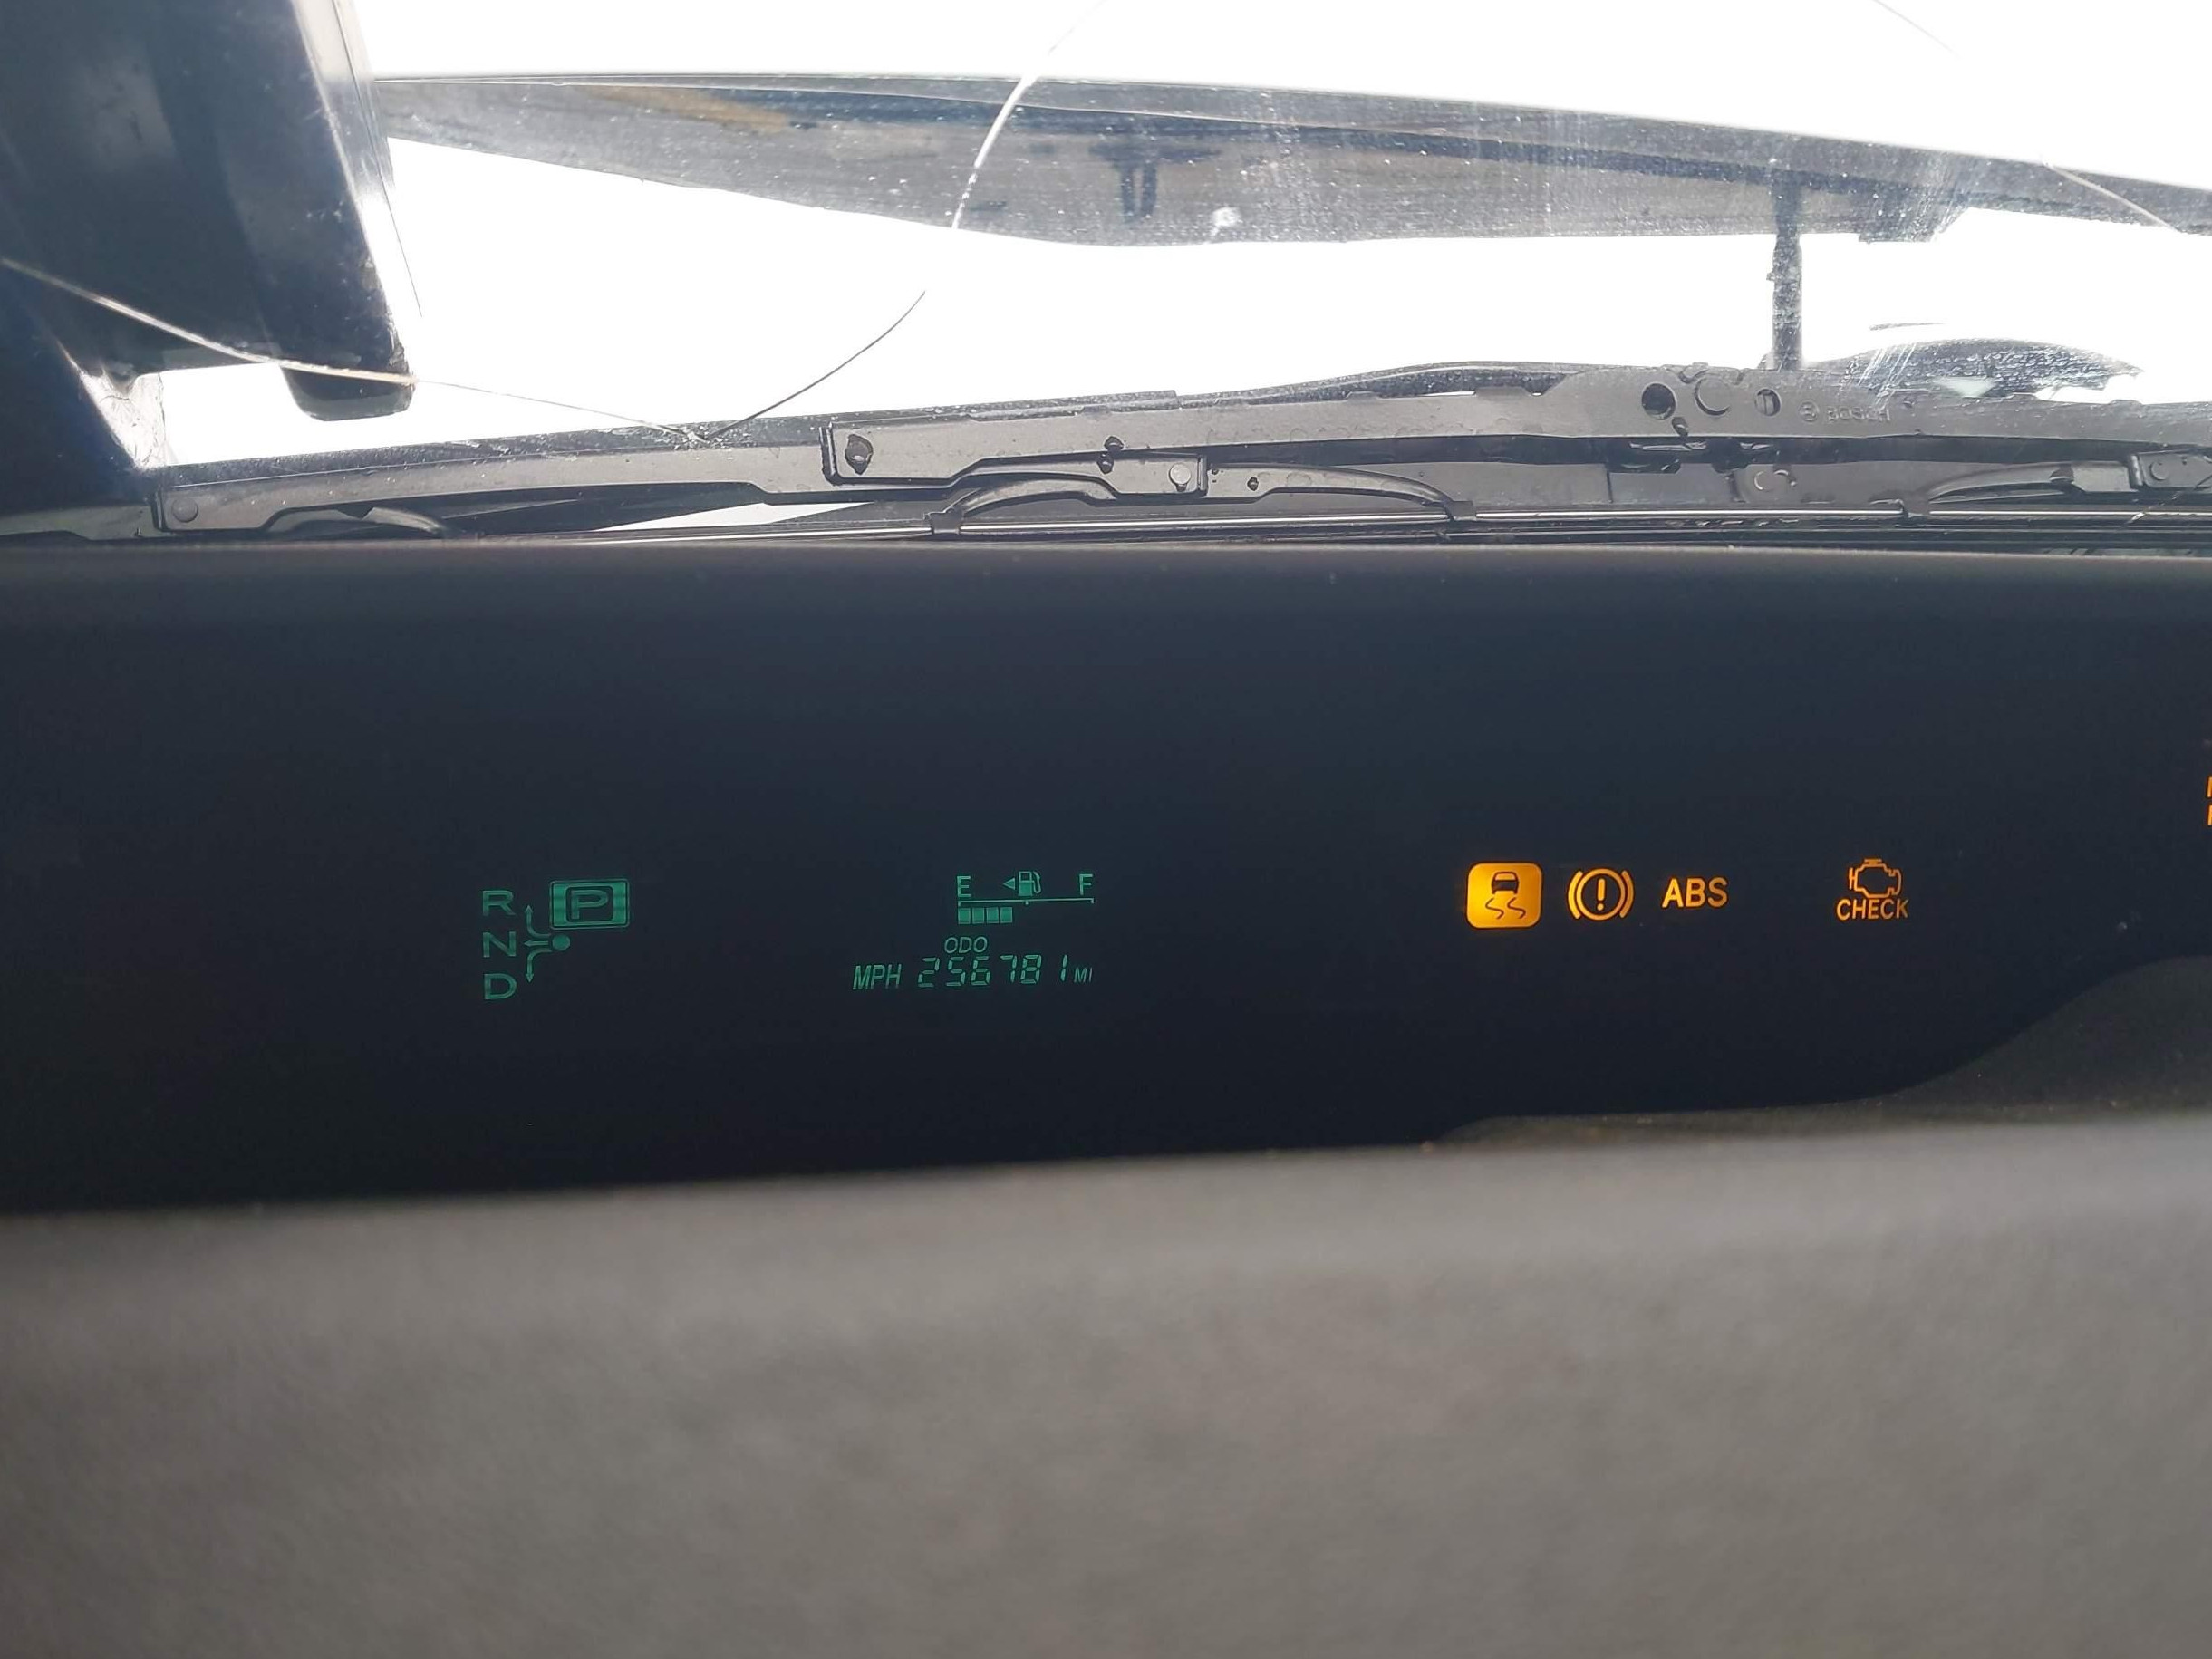 BOSCH
R P
N
D
E F
ODO
MPH 256781 MI
ABS
CHECK